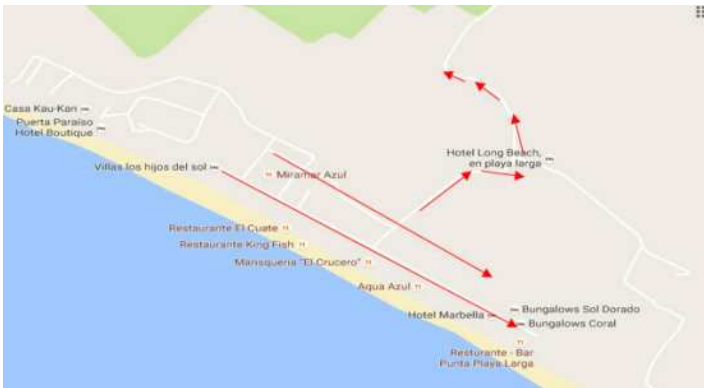 Casa Kau-Kan
Puerta Paraíso
Hotel Boutique
Hotel Long Beach,
en playa larga
Villas los hijos del sol
Miramar Azul
Restaurante El Cuate
Restaurante King Fish
Marisqueria "El Crucero"
Aqua Azul
Hotel Marbella
Bungalows Sol Dorado
Bungalows Coral
Resturante - Bar
Punta Playa Larga